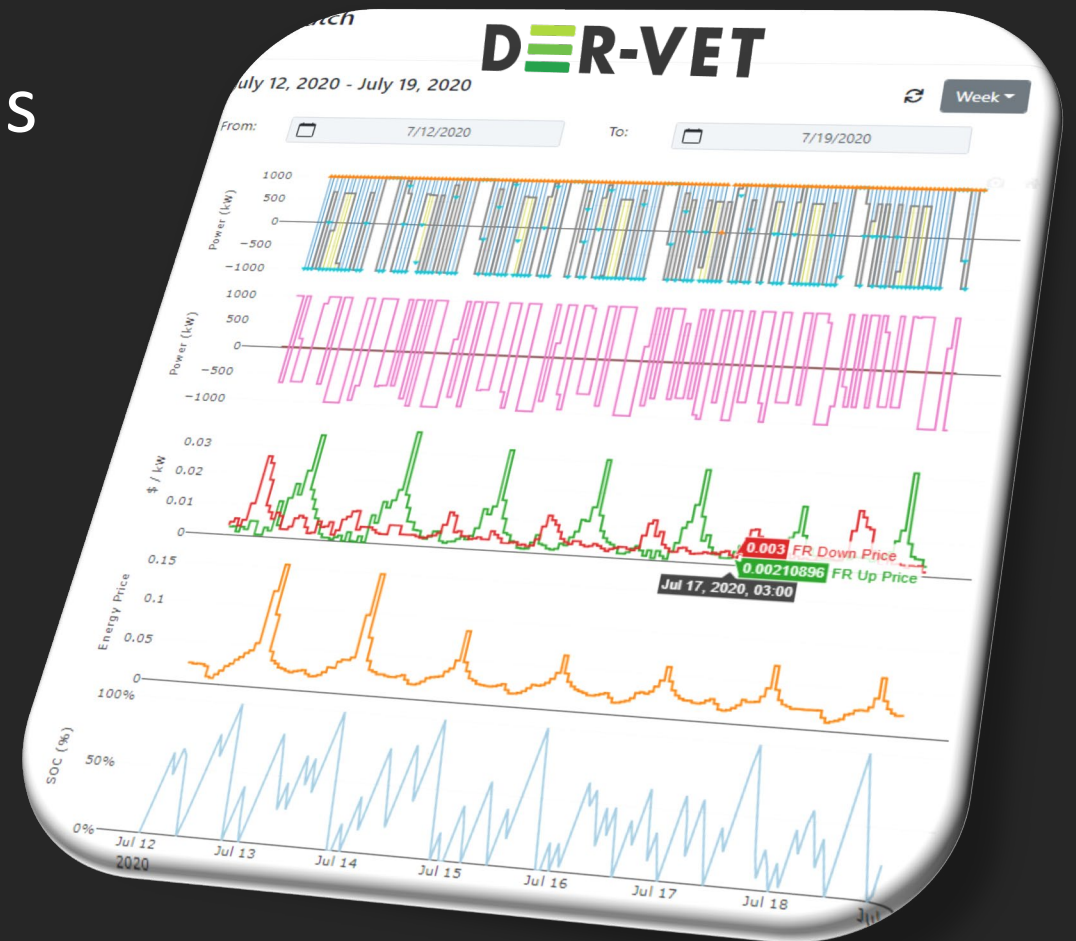 s
DER-VET
July 12, 2020 - July 19, 2020
Week
From:
7/12/2020
To:
7/19/2020
Power (kW)
1000
500
0
−500
−1000
Power (kW)
1000
500
0
−500
−1000
$ / kW
0.03
0.02
0.01
0
0.003 FR Down Price
0.00210896 FR Up Price
Jul 17, 2020, 03:00
Energy Price
0.15
0.1
0.05
0
SOC (%)
100%
50%
0%
Jul 12 Jul 13 Jul 14 Jul 15 Jul 16 Jul 17 Jul 18
2020